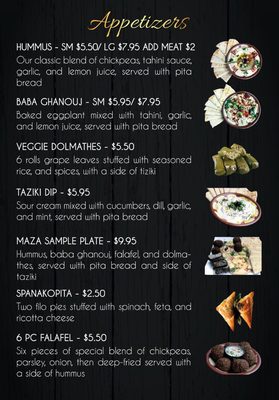 Appetizers
HUMMUS - SM $5.50/ LG $7.95 ADD MEAT $2
Our classic blend of chickpeas, tahini sauce,
garlic, and lemon juice, served with pita
bread
BABA GHANOUJ - SM $5.95/ $7.95
Baked eggplant mixed with tahini, garlic,
and lemon juice, served with pita bread
VEGGIE DOLMATHES - $5.50
6 rolls grape leaves stuffed with seasoned
rice, and spices, with a side of tiziki
TAZIKI DIP - $5.95
Sour cream mixed with cucumbers, dill, garlic,
and mint, served with pita bread
MAZA SAMPLE PLATE - $9.95
Hummus, baba ghanouj, falafel, and dolma-
thes, served with pita bread and side of
taziki
SPANAKOPITA - $2.50
Two filo pies stuffed with spinach, feta, and
ricotta cheese
6 PC FALAFEL - $5.50
Six pieces of special blend of chickpeas,
parsley, onion, then deep-fried served with
a side of hummus